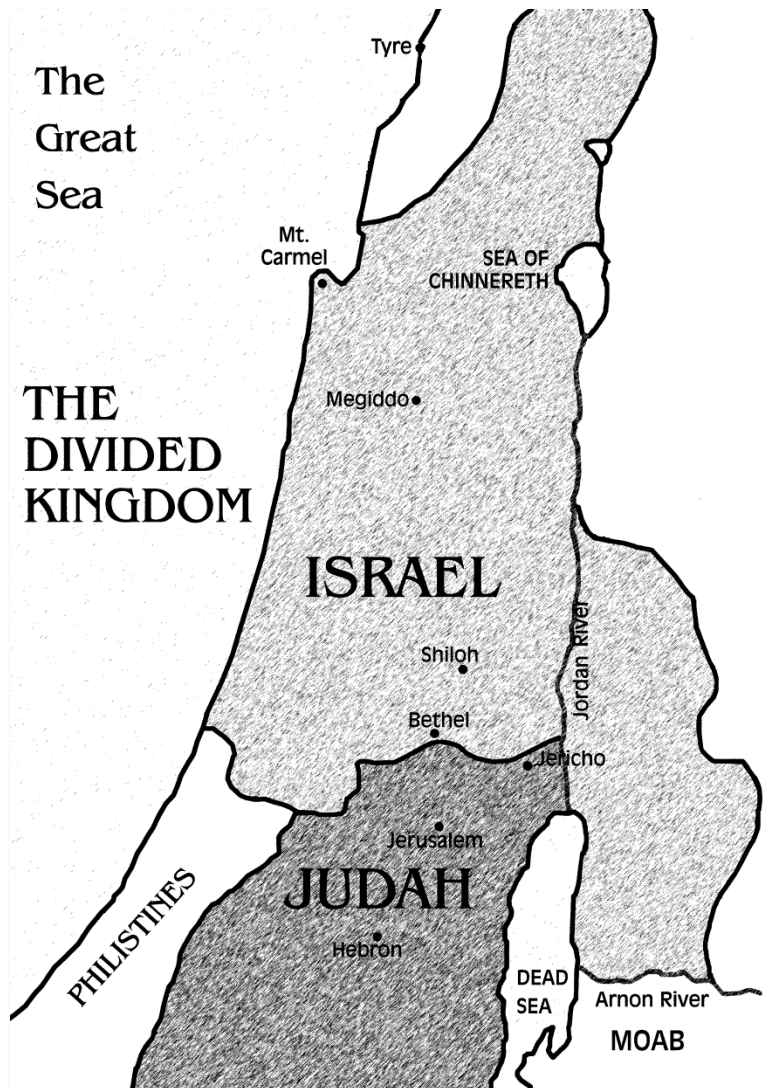 Tyre
The
Great
Sea
Mt.
Carmel
SEA OF
CHINNERETH
THE
DIVIDED
KINGDOM
Megiddo
ISRAEL
Jordan River
Shiloh
Bethel
Jericho
Jerusalem
JUDAH
PHILISTINES
Hebron
DEAD
SEA
Arnon River
MOAB